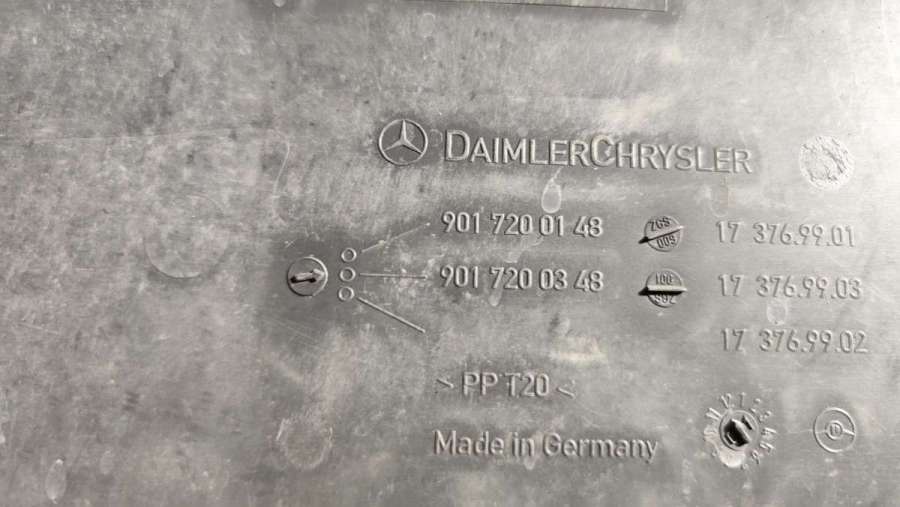 DAIMLERCHRYSLER
901 720 01 48 ZGS 17 376.99.01
901 720 03 48 17 376.99.03
17 376.99.02
> PP T20 <
Made in Germany